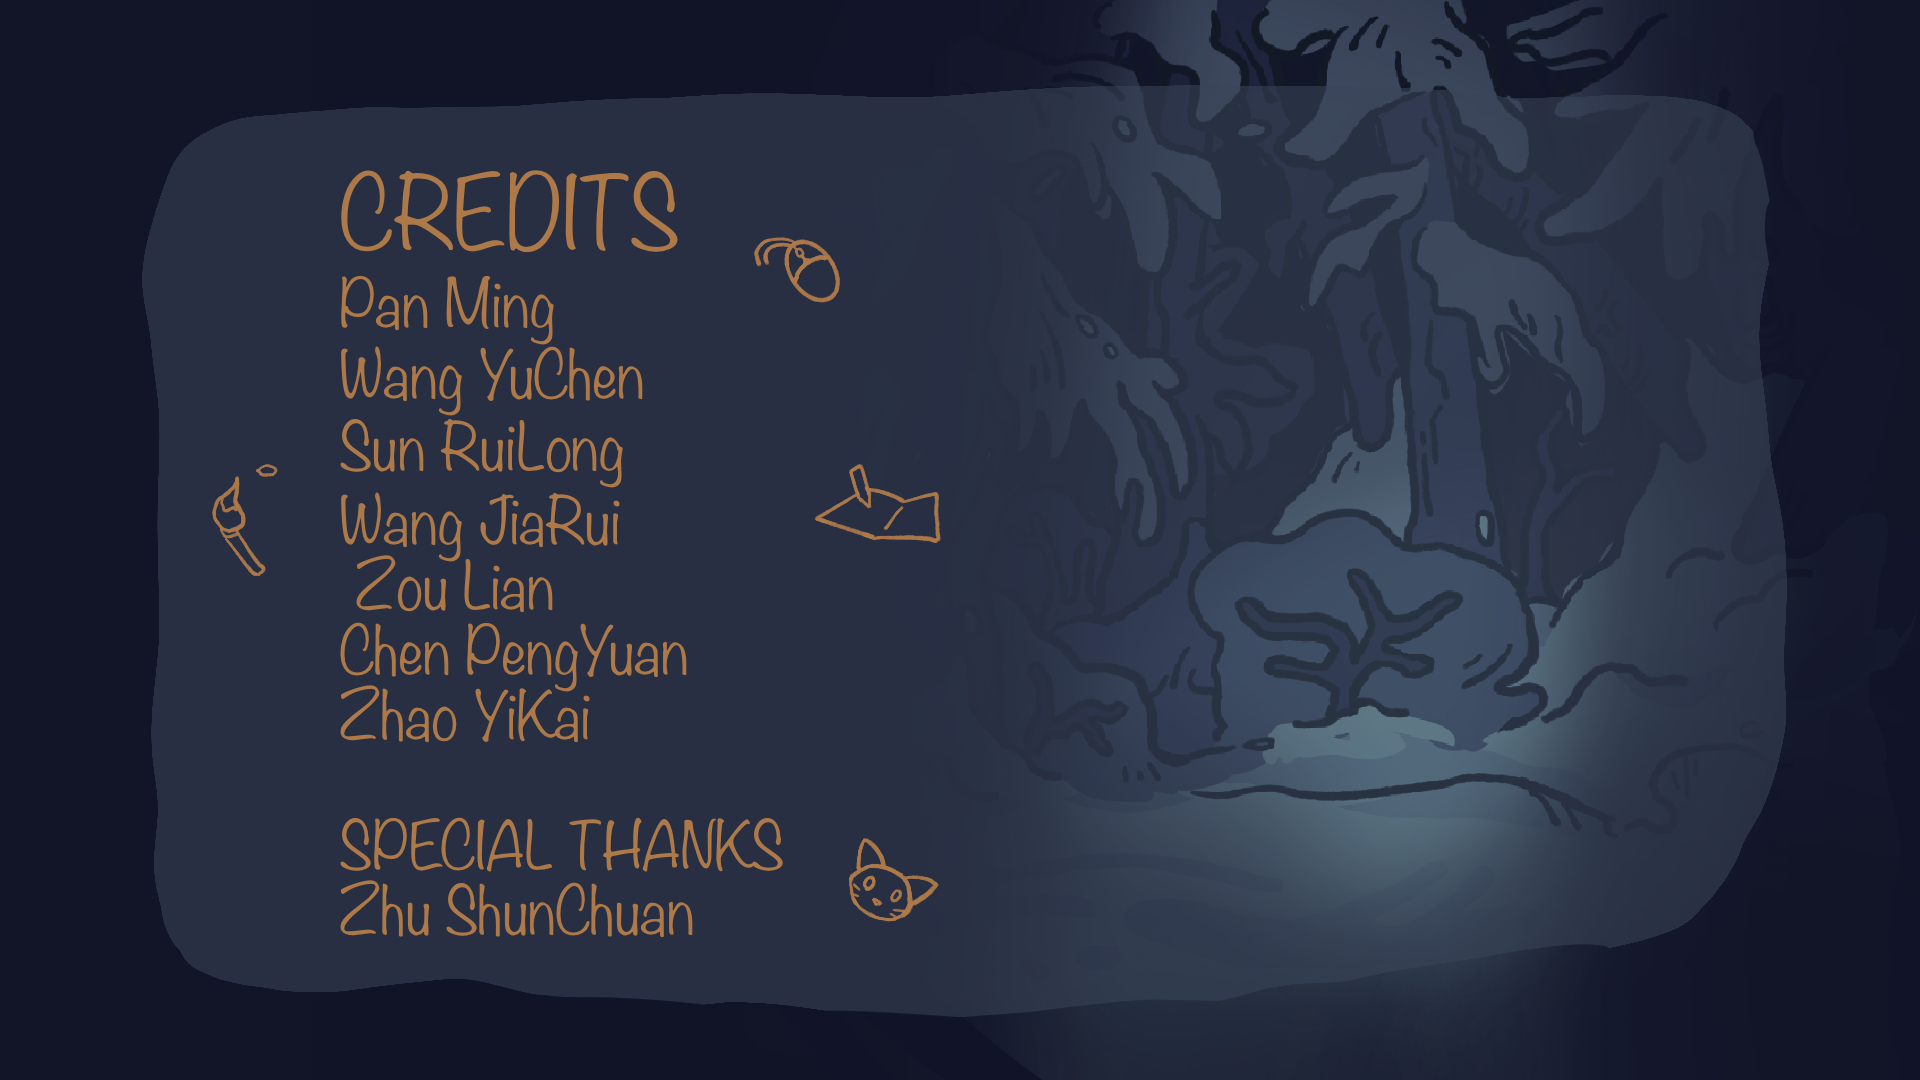 CREDITS
Pan Ming
Wang YuChen
Sun RuiLong
Wang JiaRui
Zou Lian
Chen PengYuan
Zhao YiKai
SPECIAL THANKS
Zhu ShunChuan